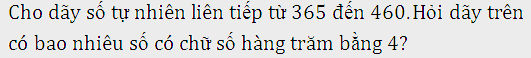 Cho dãy số tự nhiên liên tiếp từ 365 đến 460.Hỏi dãy trên
có bao nhiêu số có chữ số hàng trăm bằng 4?